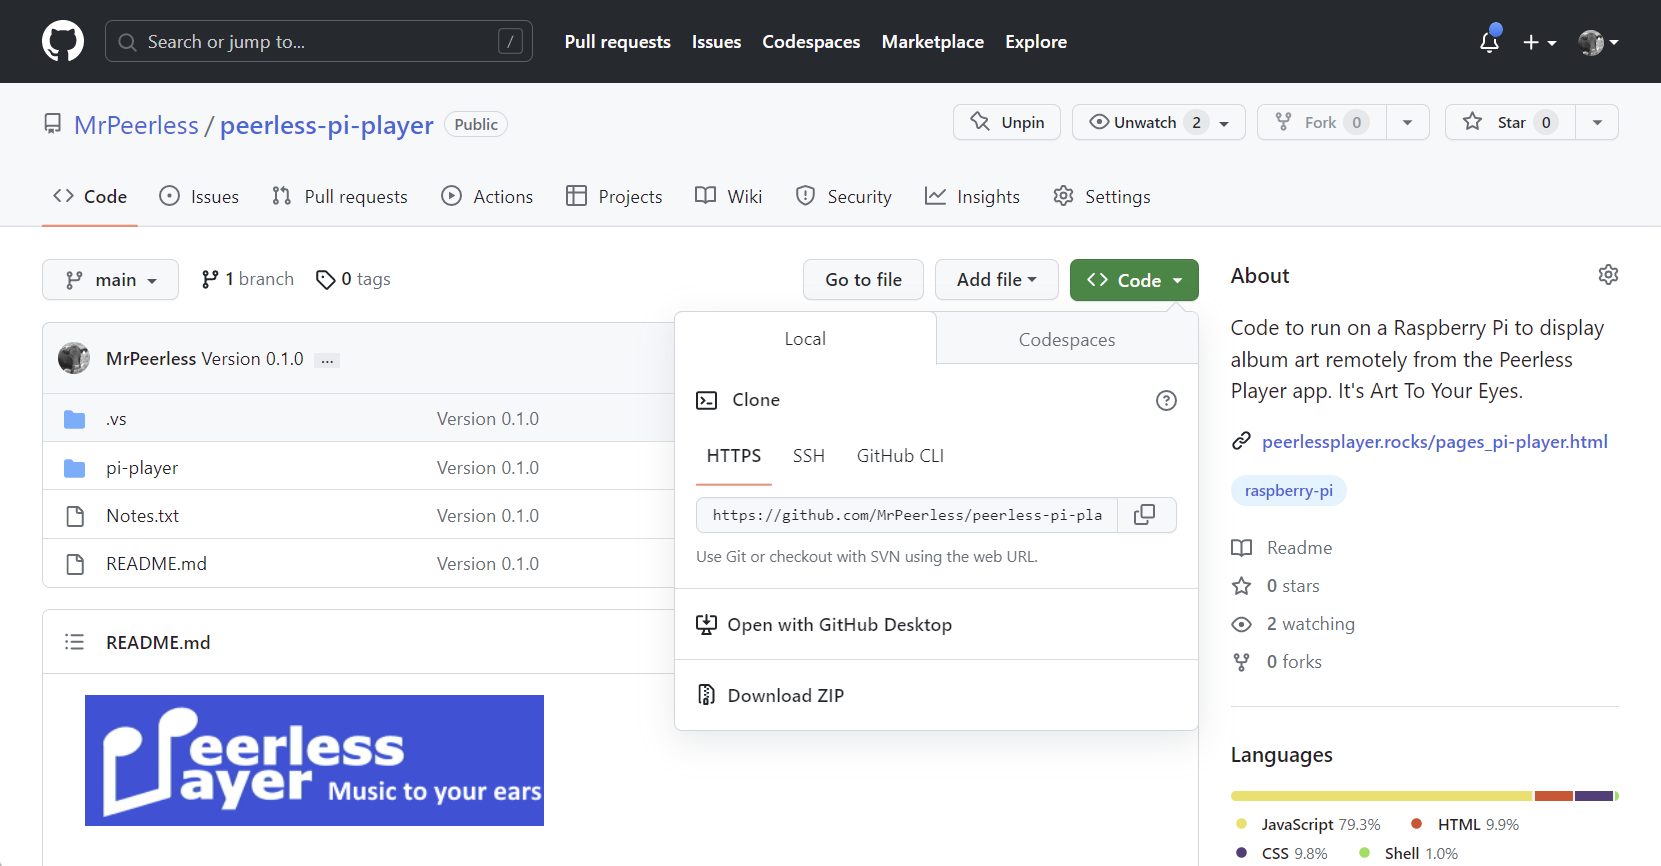 Search or jump to... /
Pull requests Issues Codespaces Marketplace Explore
MrPeerless / peerless-pi-player Public
Unpin Unwatch 2 Fork 0 Star 0
Code Issues Pull requests Actions Projects Wiki Security Insights Settings
main 1 branch 0 tags
Go to file Add file Code
MrPeerless Version 0.1.0 ...
.vs Version 0.1.0
pi-player Version 0.1.0
Notes.txt Version 0.1.0
README.md Version 0.1.0
README.md
Peerless
Player Music to your ears
Local Codespaces
Clone
HTTPS SSH GitHub CLI
https://github.com/MrPeerless/peerless-pi-pla
Use Git or checkout with SVN using the web URL.
Open with GitHub Desktop
Download ZIP
About
Code to run on a Raspberry Pi to display
album art remotely from the Peerless
Player app. It's Art To Your Eyes.
peerlessplayer.rocks/pages_pi-player.html
raspberry-pi
Readme
0 stars
2 watching
0 forks
Languages
JavaScript 79.3% HTML 9.9%
CSS 9.8% Shell 1.0%